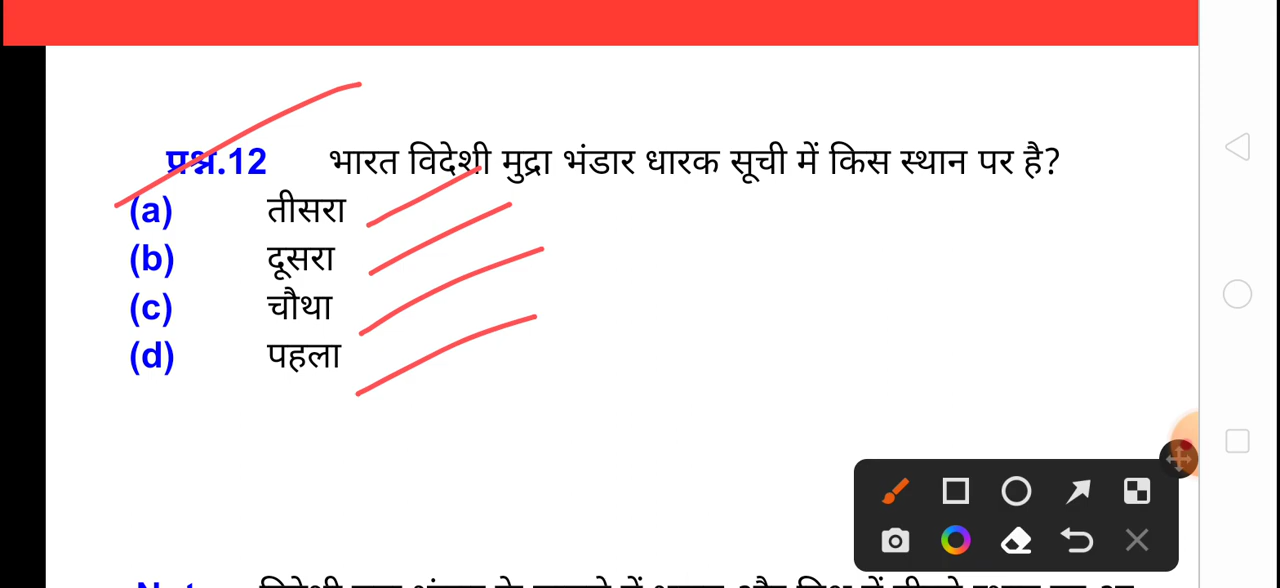 प्रश्न.12 भारत विदेशी मुद्रा भंडार धारक सूची में किस स्थान पर है?
(a) तीसरा
(b) दूसरा
(c) चौथा
(d) पहला